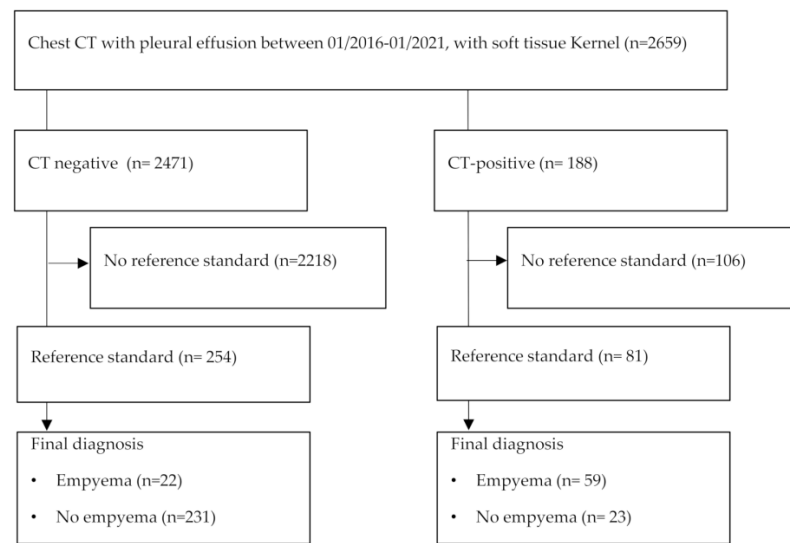 Chest CT with pleural effusion between 01/2016-01/2021, with soft tissue Kernel (n=2659)
CT negative (n= 2471)
CT-positive (n= 188)
No reference standard (n=2218)
No reference standard (n=106)
Reference standard (n= 254)
Reference standard (n= 81)
Final diagnosis
• Empyema (n=22)
• No empyema (n=231)
Final diagnosis
• Empyema (n= 59)
• No empyema (n= 23)